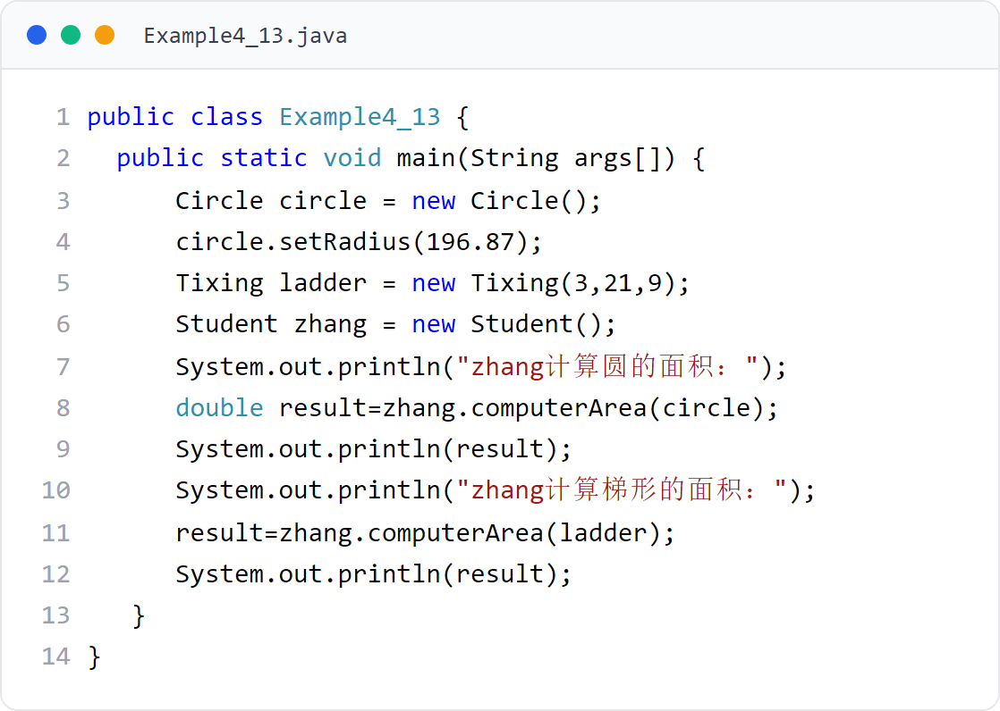 Example4_13.java
1 public class Example4_13 {
2   public static void main(String args[]) {
3       Circle circle = new Circle();
4       circle.setRadius(196.87);
5       Tixing ladder = new Tixing(3,21,9);
6       Student zhang = new Student();
7       System.out.println("zhang计算圆的面积：");
8       double result=zhang.computerArea(circle);
9       System.out.println(result);
10       System.out.println("zhang计算梯形的面积：");
11       result=zhang.computerArea(ladder);
12       System.out.println(result);
13    }
14 }